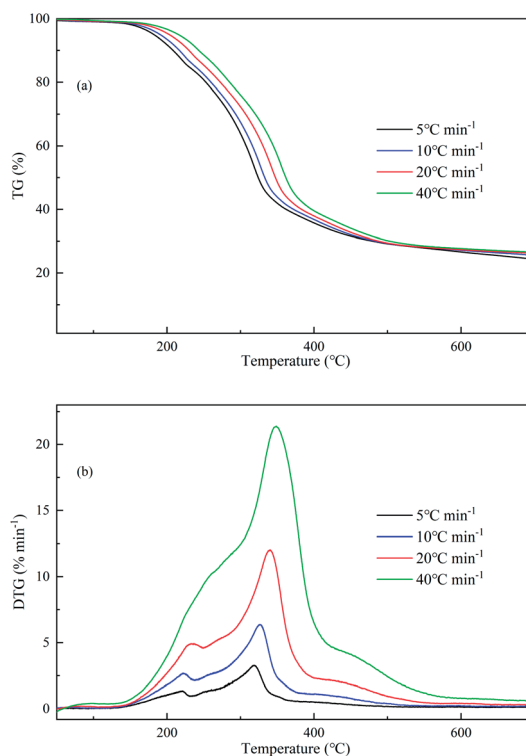 100
80
60
40
20
TG (%)
(a)
5℃ min⁻¹
10℃ min⁻¹
20℃ min⁻¹
40℃ min⁻¹
200
400
600
Temperature (℃)
20
15
10
5
0
DTG (% min⁻¹)
(b)
5℃ min⁻¹
10℃ min⁻¹
20℃ min⁻¹
40℃ min⁻¹
200
400
600
Temperature (℃)